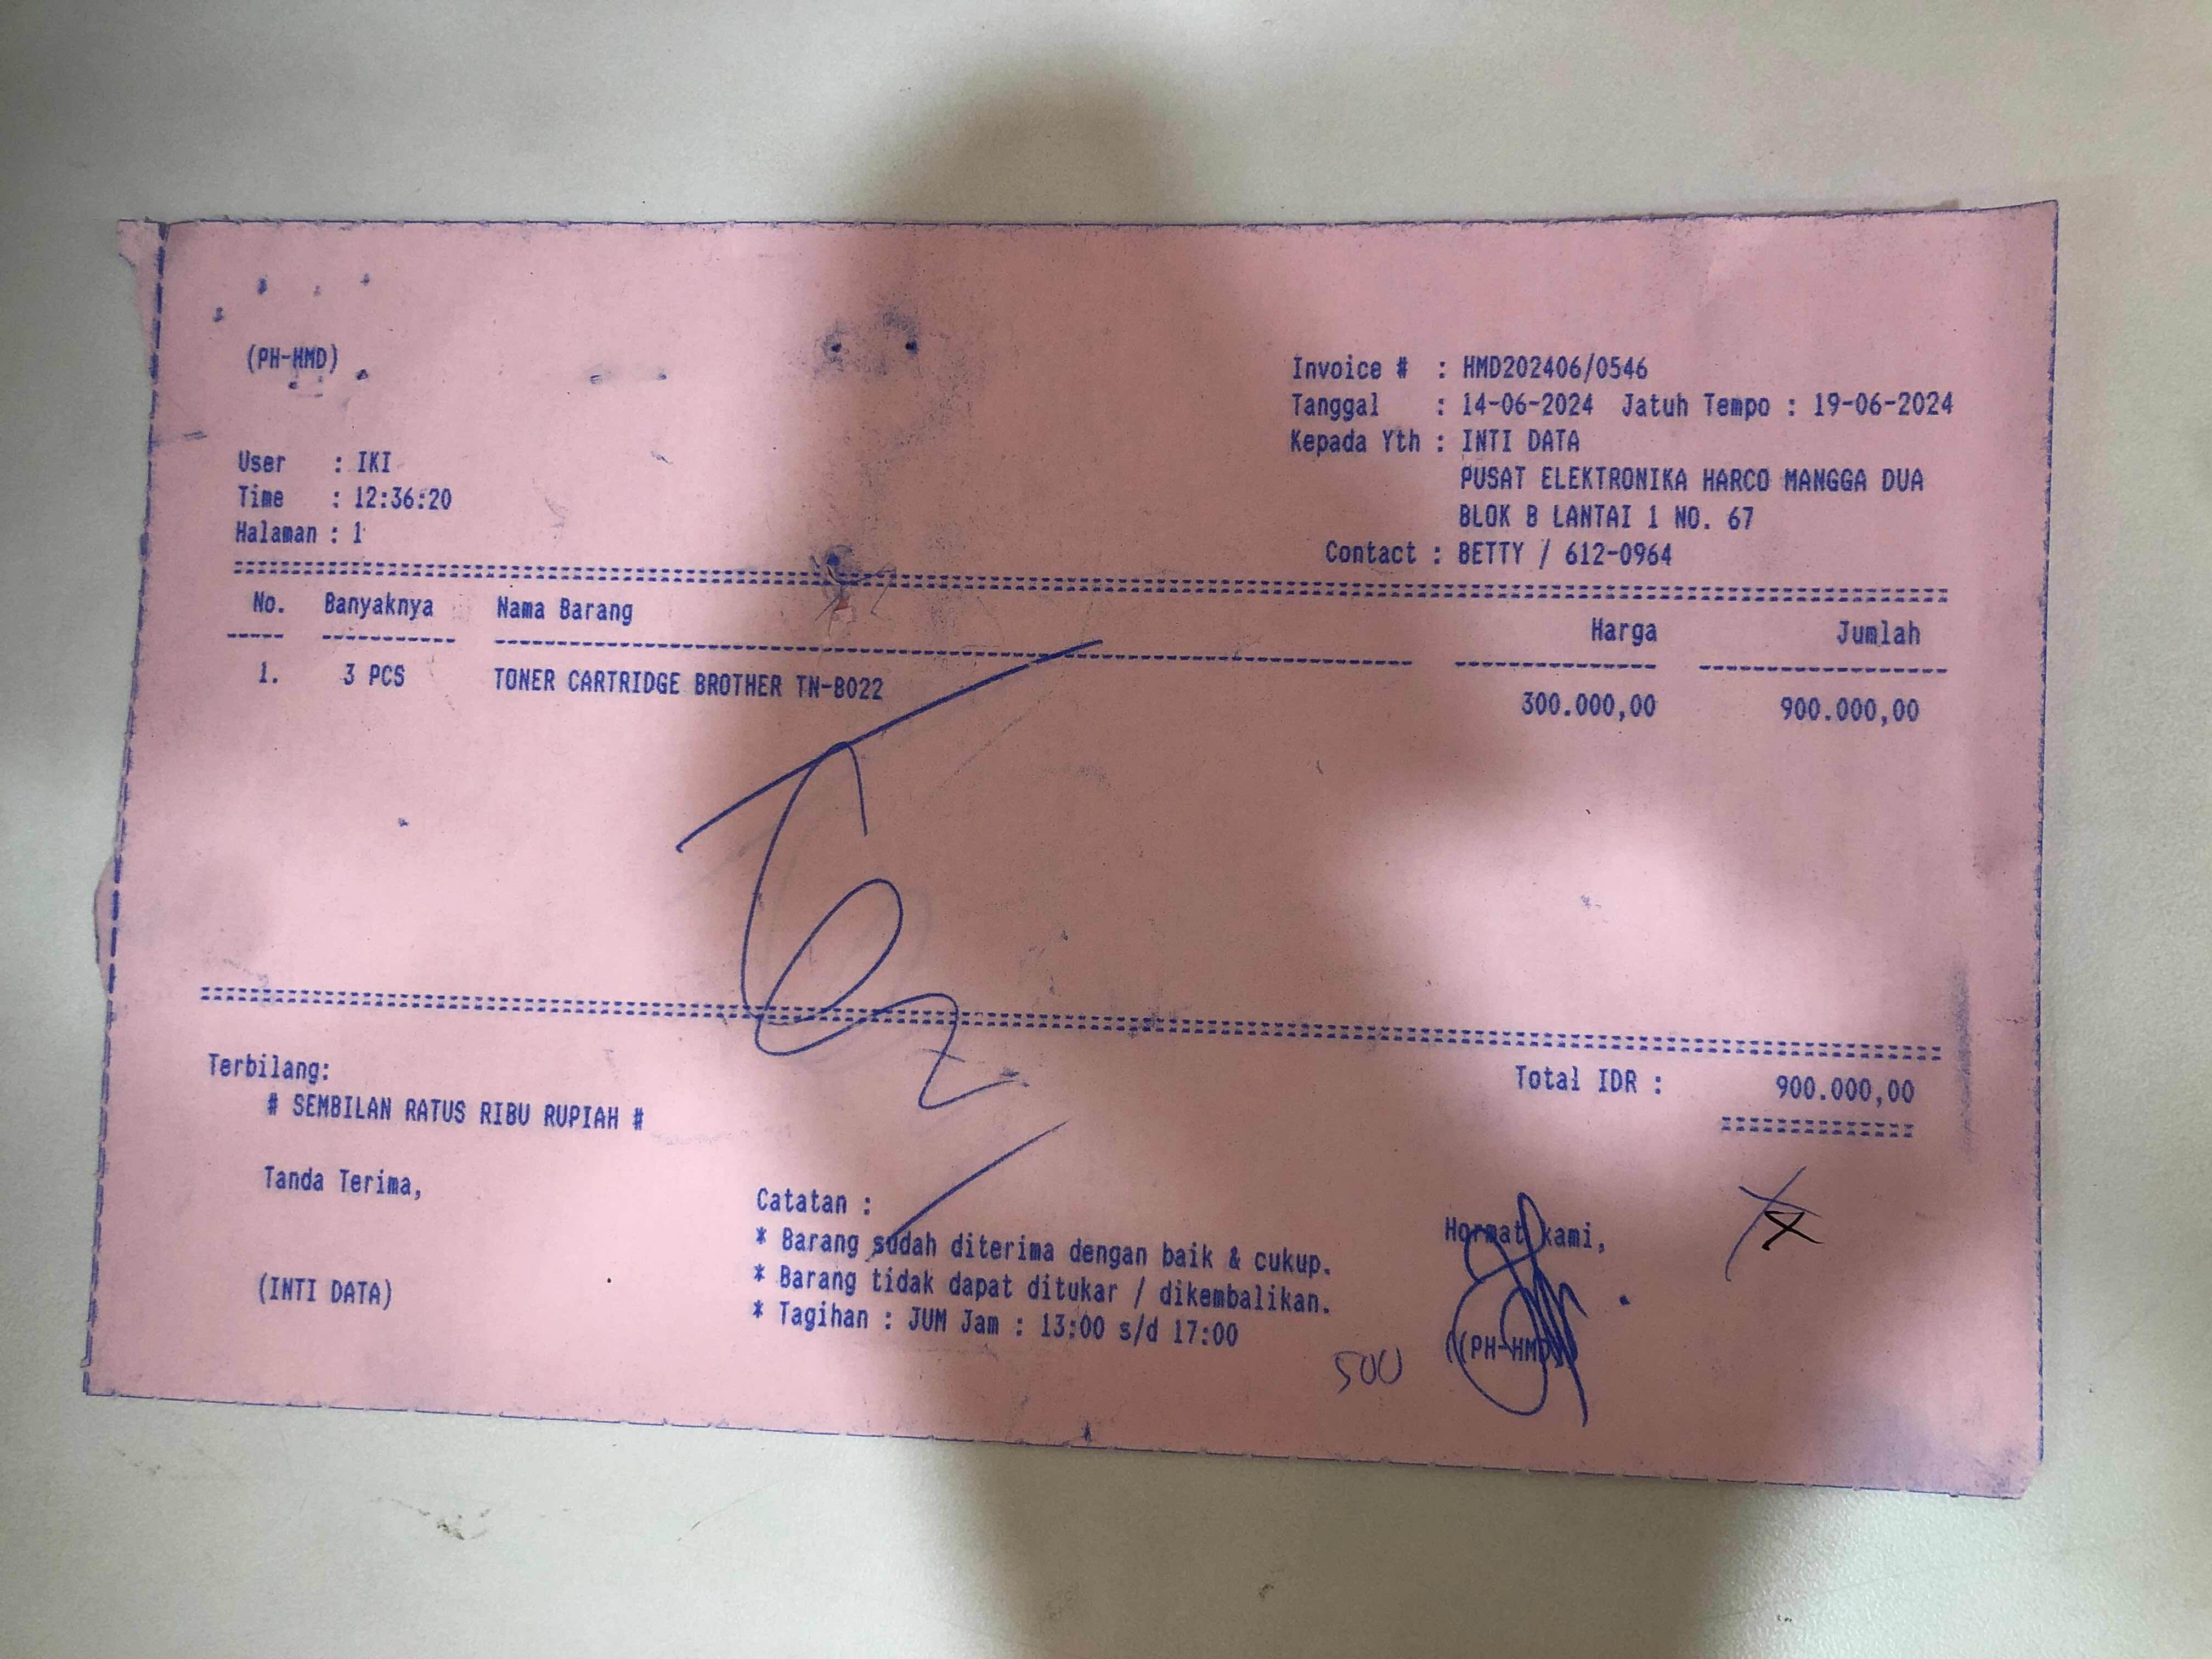 (PH-HMD)
Invoice # : HMD202406/0546
Tanggal : 14-06-2024 Jatuh Tempo : 19-06-2024
Kepada Yth : INTI DATA
PUSAT ELEKTRONIKA HARCO MANGGA DUA
BLOK B LANTAI 1 NO. 67
Contact : BETTY / 612-0964
User : IKI
Time : 12:36:20
Halaman : 1
No. Banyaknya Nama Barang Harga Jumlah
1. 3 PCS TONER CARTRIDGE BROTHER TN-B022 300.000,00 900.000,00
Terbilang:
# SEMBILAN RATUS RIBU RUPIAH #
Total IDR : 900.000,00
Tanda Terima,
(INTI DATA)
Catatan :
* Barang sudah diterima dengan baik & cukup.
* Barang tidak dapat ditukar / dikembalikan.
* Tagihan : JUM Jam : 13:00 s/d 17:00
Hormat kami,
(PH-HMD)
500